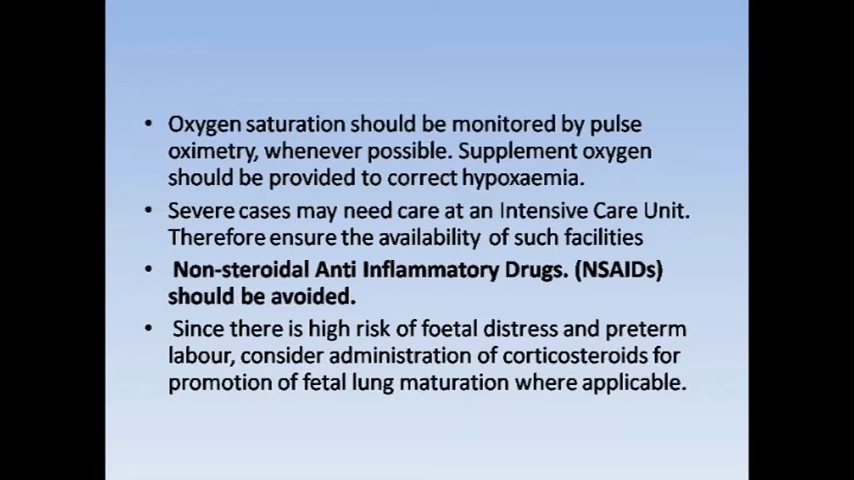 • Oxygen saturation should be monitored by pulse
oximetry, whenever possible. Supplement oxygen
should be provided to correct hypoxaemia.
• Severe cases may need care at an Intensive Care Unit.
Therefore ensure the availability of such facilities
• Non-steroidal Anti Inflammatory Drugs. (NSAIDs)
should be avoided.
• Since there is high risk of foetal distress and preterm
labour, consider administration of corticosteroids for
promotion of fetal lung maturation where applicable.